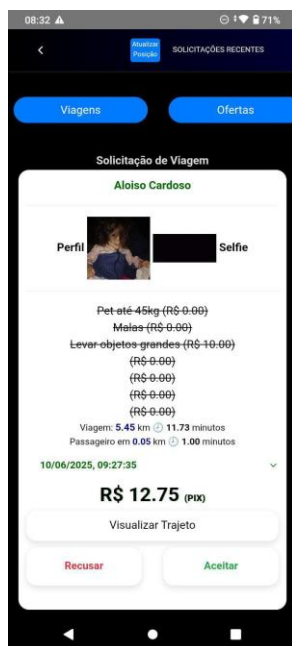 08:32
71%
Atualizar
Posição
SOLICITAÇÕES RECENTES
Viagens
Ofertas
Solicitação de Viagem
Aloiso Cardoso
Perfil
Selfie
Pet até 45kg (R$ 0.00)
Malas (R$ 0.00)
Levar objetos grandes (R$ 10.00)
(R$ 0.00)
(R$ 0.00)
(R$ 0.00)
(R$ 0.00)
Viagem: 5.45 km 11.73 minutos
Passageiro em 0.05 km 1.00 minutos
10/06/2025, 09:27:35
R$ 12.75 (PIX)
Visualizar Trajeto
Recusar
Aceitar